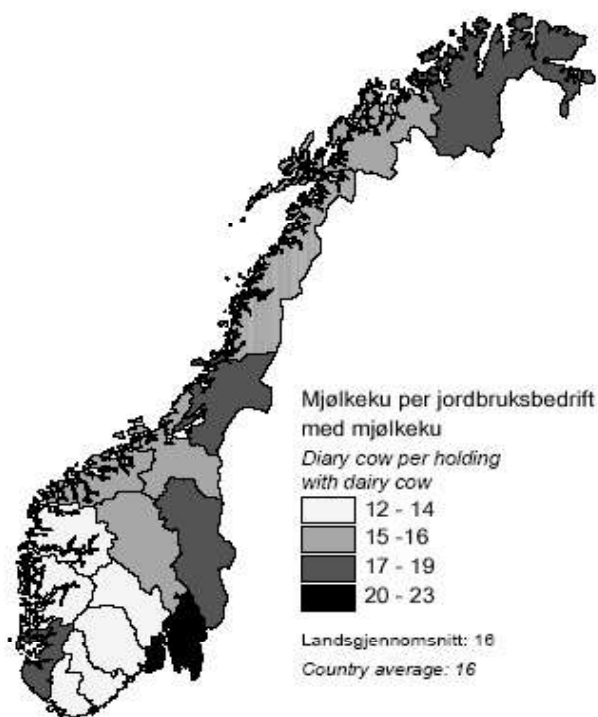 Mjølkeku per jordbruksbedrift
med mjølkeku
Diary cow per holding
with dairy cow
12 - 14
15 -16
17 - 19
20 - 23
Landsgjennomsnitt: 16
Country average: 16